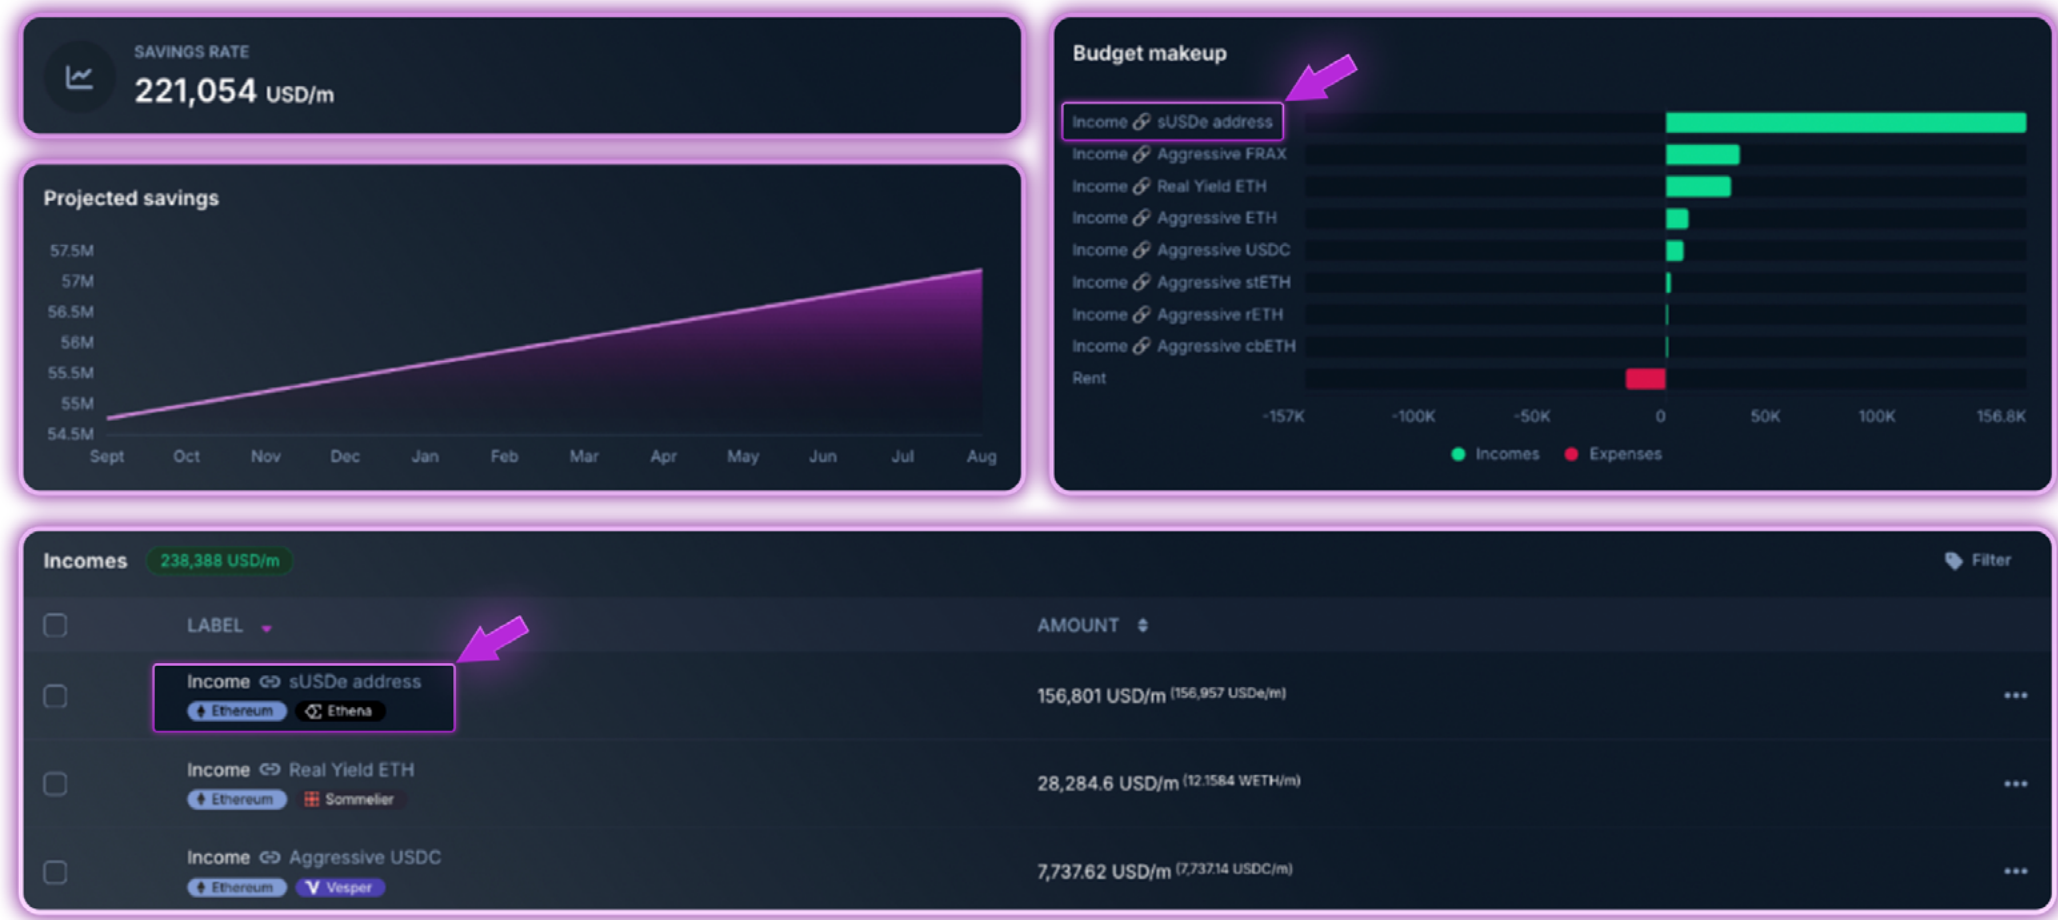 SAVINGS RATE
221,054 USD/m
Projected savings
57.5M
57M
56.5M
56M
55.5M
55M
54.5M
Sept Oct Nov Dec Jan Feb Mar Apr May Jun Jul Aug
Budget makeup
Income sUSDe address
Income Aggressive FRAX
Income Real Yield ETH
Income Aggressive ETH
Income Aggressive USDC
Income Aggressive stETH
Income Aggressive rETH
Income Aggressive cbETH
Rent
-157K -100K -50K 0 50K 100K 156.8K
Incomes Expenses
Incomes 238,388 USD/m Filter
LABEL AMOUNT
Income sUSDe address
Ethereum Ethena
156,801 USD/m (156,957 USDe/m)
Income Real Yield ETH
Ethereum Sommelier
28,284.6 USD/m (12.1584 WETH/m)
Income Aggressive USDC
Ethereum Vesper
7,737.62 USD/m (7,737.14 USDC/m)